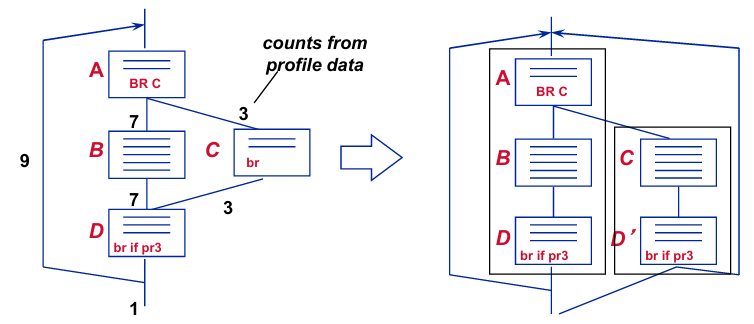 counts from
profile data
A
BR C
3
7
B
C
br
9
7
3
D
br if pr3
1
A
BR C
B
C
D
br if pr3
D′
br if pr3